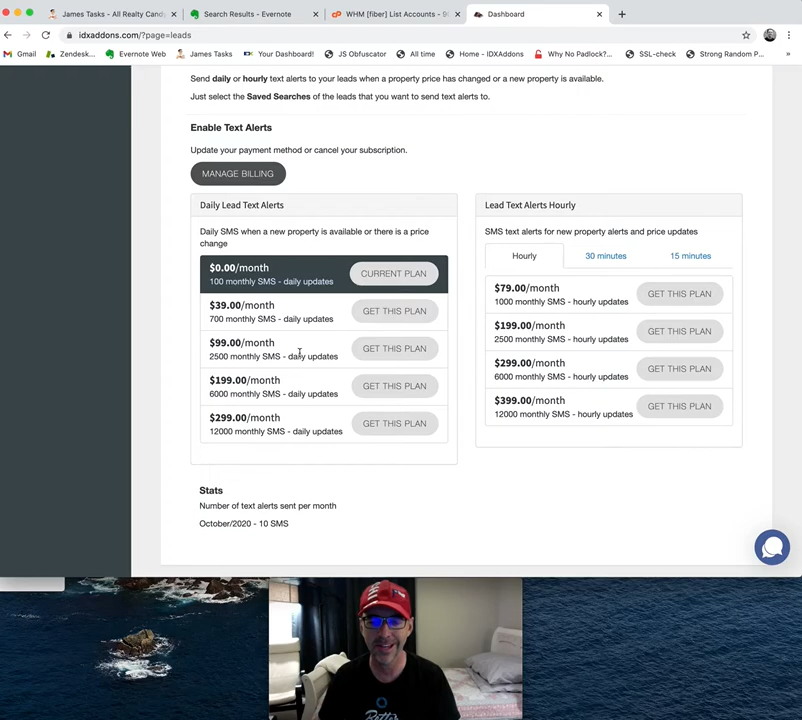 James Tasks - All Realty Candy
Search Results - Evernote
WHM [fiber] List Accounts - 9
Dashboard
idxaddons.com/?page=leads
Gmail
Zendesk...
Evernote Web
James Tasks
Your Dashboard!
JS Obfuscator
All time
Home - IDXAddons
Why No Padlock?...
SSL-check
Strong Random P...
»
Send daily or hourly text alerts to your leads when a property price has changed or a new property is available.
Just select the Saved Searches of the leads that you want to send text alerts to.
Enable Text Alerts
Update your payment method or cancel your subscription.
MANAGE BILLING
Daily Lead Text Alerts
Daily SMS when a new property is available or there is a price
change
$0.00/month
100 monthly SMS - daily updates
CURRENT PLAN
$39.00/month
700 monthly SMS - daily updates
GET THIS PLAN
$99.00/month
2500 monthly SMS - daily updates
GET THIS PLAN
$199.00/month
6000 monthly SMS - daily updates
GET THIS PLAN
$299.00/month
12000 monthly SMS - daily updates
GET THIS PLAN
Lead Text Alerts Hourly
SMS text alerts for new property alerts and price updates
Hourly
30 minutes
15 minutes
$79.00/month
1000 monthly SMS - hourly updates
GET THIS PLAN
$199.00/month
2500 monthly SMS - hourly updates
GET THIS PLAN
$299.00/month
6000 monthly SMS - hourly updates
GET THIS PLAN
$399.00/month
12000 monthly SMS - hourly updates
GET THIS PLAN
Stats
Number of text alerts sent per month
October/2020 - 10 SMS